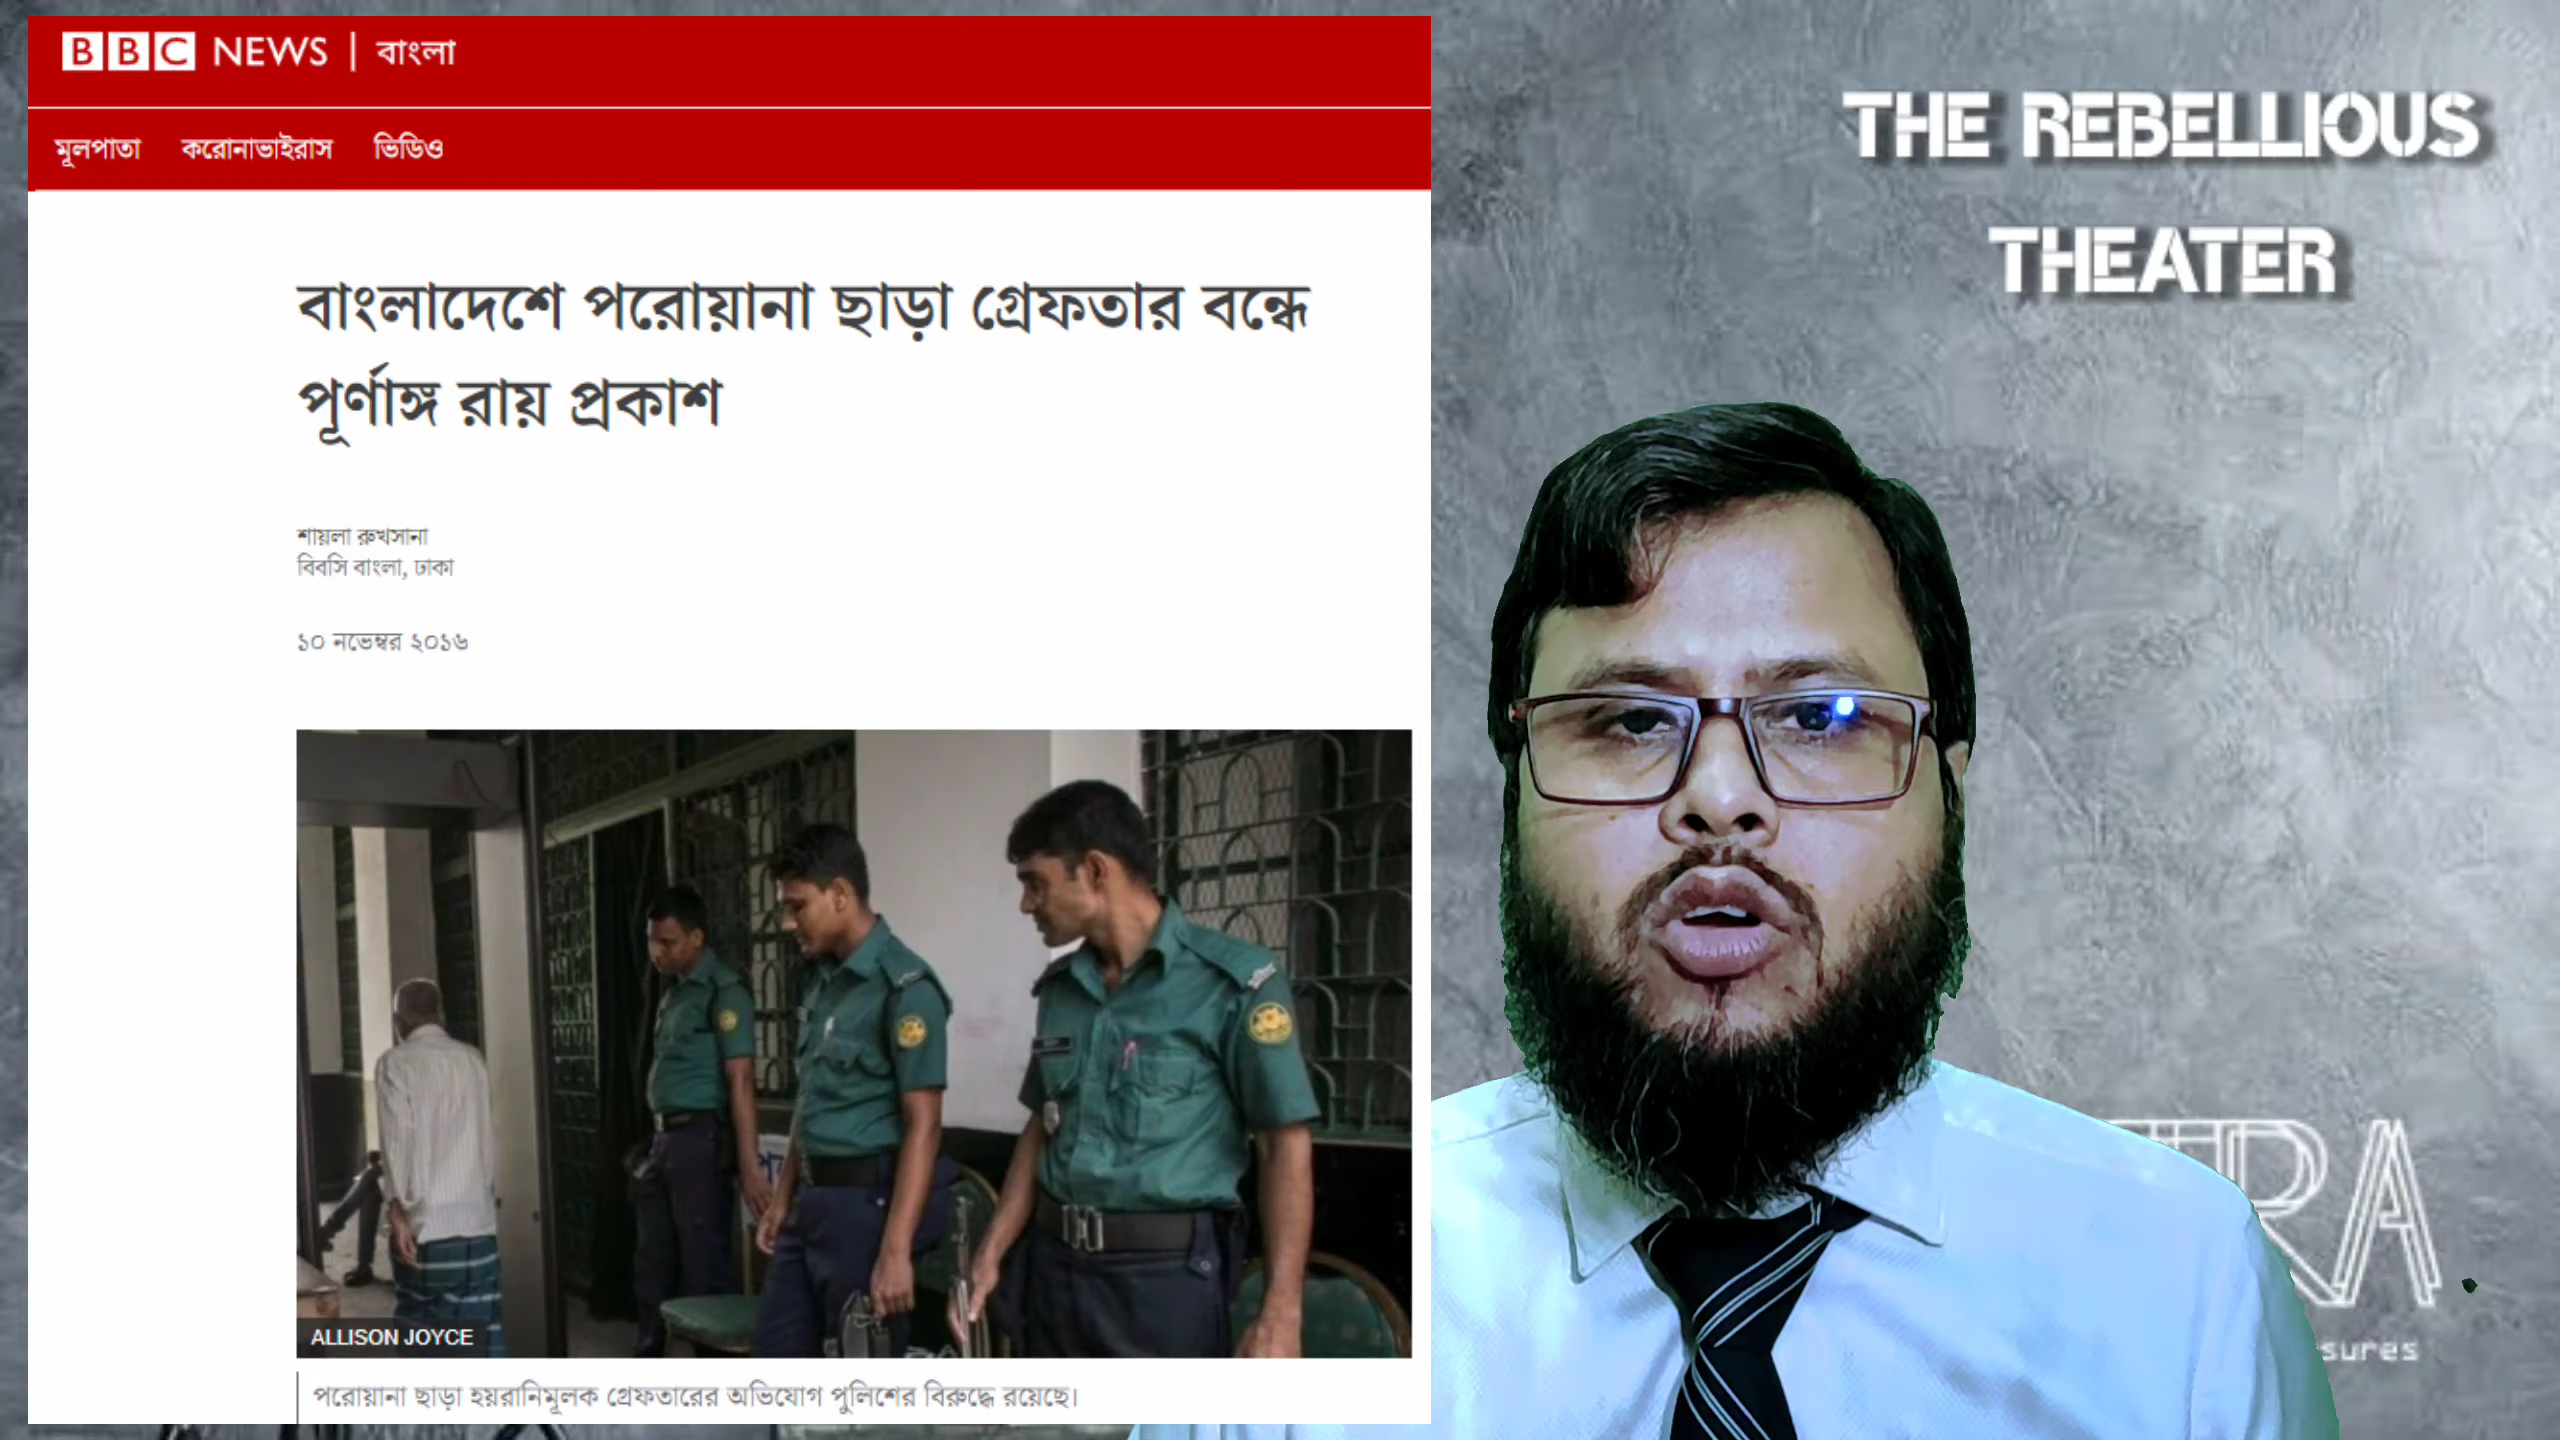 BBC NEWS | বাংলা
মূলপাতা করোনাভাইরাস ভিডিও
বাংলাদেশে পরোয়ানা ছাড়া গ্রেফতার বন্ধে
পূর্ণাঙ্গ রায় প্রকাশ
শায়লা রুখসানা
বিবিসি বাংলা, ঢাকা
১০ নভেম্বর ২০১৬
ALLISON JOYCE
পরোয়ানা ছাড়া হয়রানিমূলক গ্রেফতারের অভিযোগ পুলিশের বিরুদ্ধে রয়েছে।
THE REBELLIOUS
THEATER